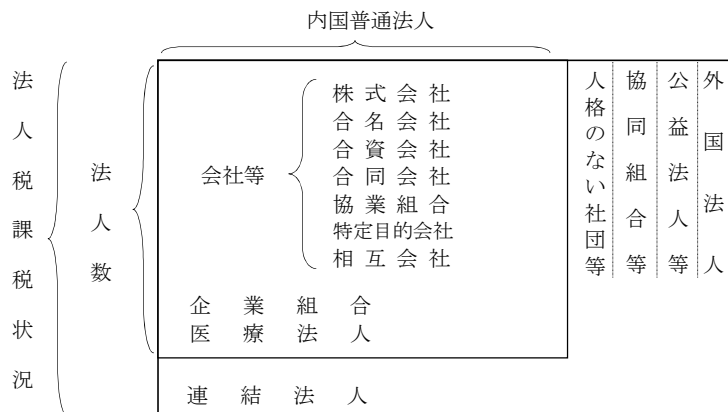 内国普通法人
法人税課税状況
法人数
会社等
株式会社
合名会社
合資会社
合同会社
協業組合
特定目的会社
相互会社
企業組合
医療法人
連結法人
人格のない社団等
協同組合等
公益法人等
外国法人